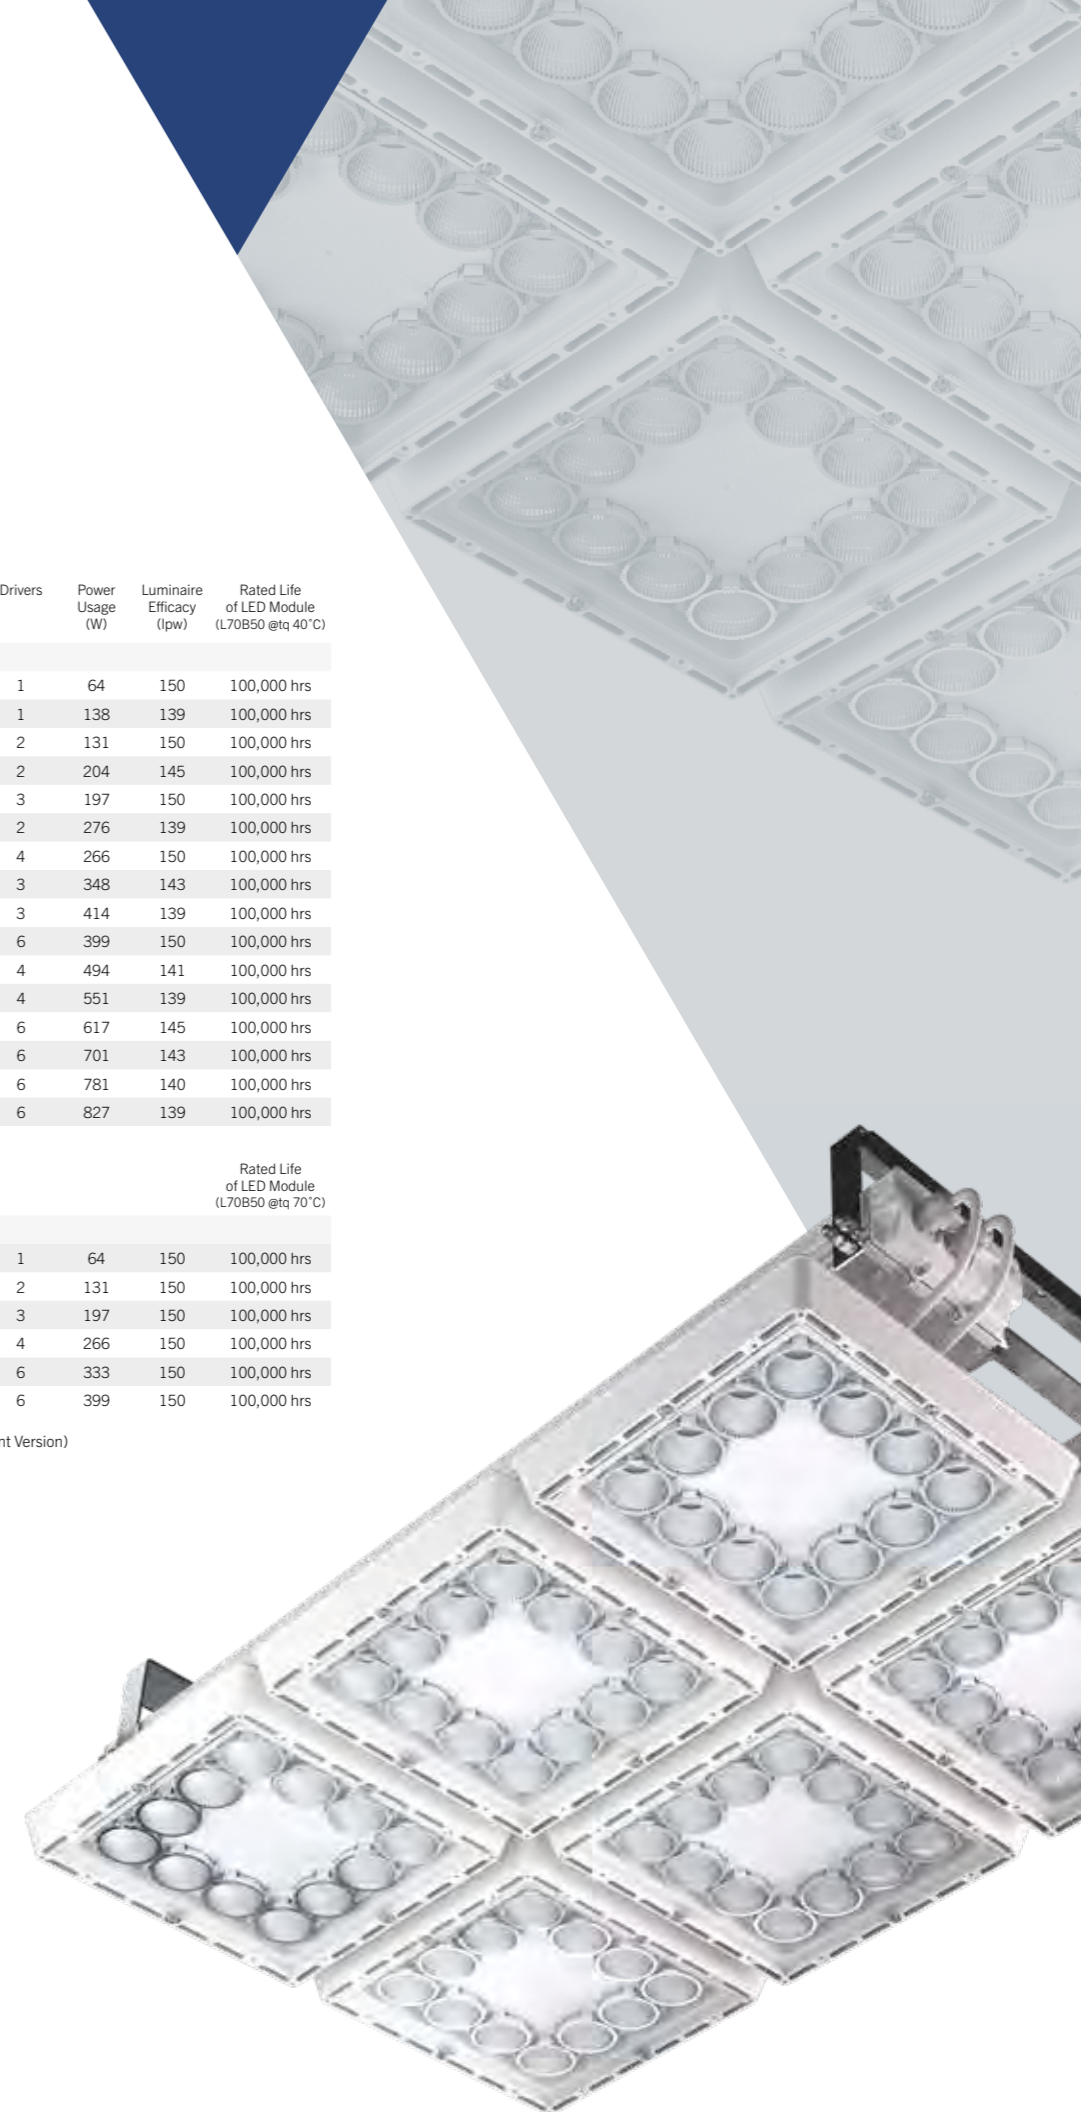 Drivers Power Luminaire Rated Life
Usage Efficacy of LED Module
(W) (lpw) (L70B50 @tq 40˚C)
1 64 150 100,000 hrs
1 138 139 100,000 hrs
2 131 150 100,000 hrs
2 204 145 100,000 hrs
3 197 150 100,000 hrs
2 276 139 100,000 hrs
4 266 150 100,000 hrs
3 348 143 100,000 hrs
3 414 139 100,000 hrs
6 399 150 100,000 hrs
4 494 141 100,000 hrs
4 551 139 100,000 hrs
6 617 145 100,000 hrs
6 701 143 100,000 hrs
6 781 140 100,000 hrs
6 827 139 100,000 hrs
Rated Life
of LED Module
(L70B50 @tq 70˚C)
1 64 150 100,000 hrs
2 131 150 100,000 hrs
3 197 150 100,000 hrs
4 266 150 100,000 hrs
6 333 150 100,000 hrs
6 399 150 100,000 hrs
nt Version)